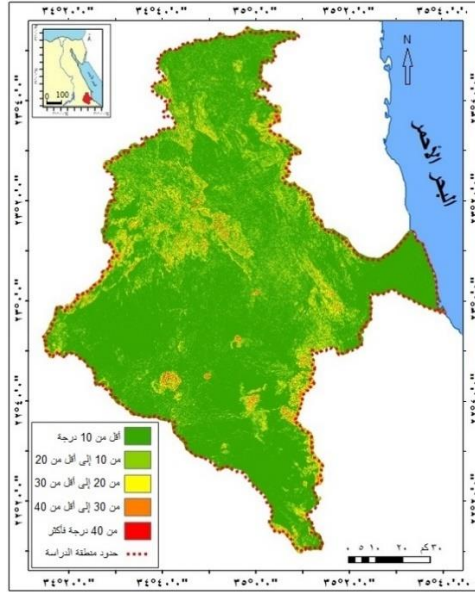 ٣٤°٢٠'٠"
٣٤°٤٠'٠"
٣٥°٠'٠"
٣٥°٢٠'٠"
٣٥°٤٠'٠"
0 100
N
البحر الأحمر
أقل من 10 درجة
من 10 إلى أقل من 20
من 20 إلى أقل من 30
من 30 إلى أقل من 40
من 40 درجة فأكثر
حدود منطقة الدراسة
٣٠ كم
٢٠
١٠
٥
٠
٣٤°٢٠'٠"
٣٤°٤٠'٠"
٣٥°٠'٠"
٣٥°٢٠'٠"
٣٥°٤٠'٠"